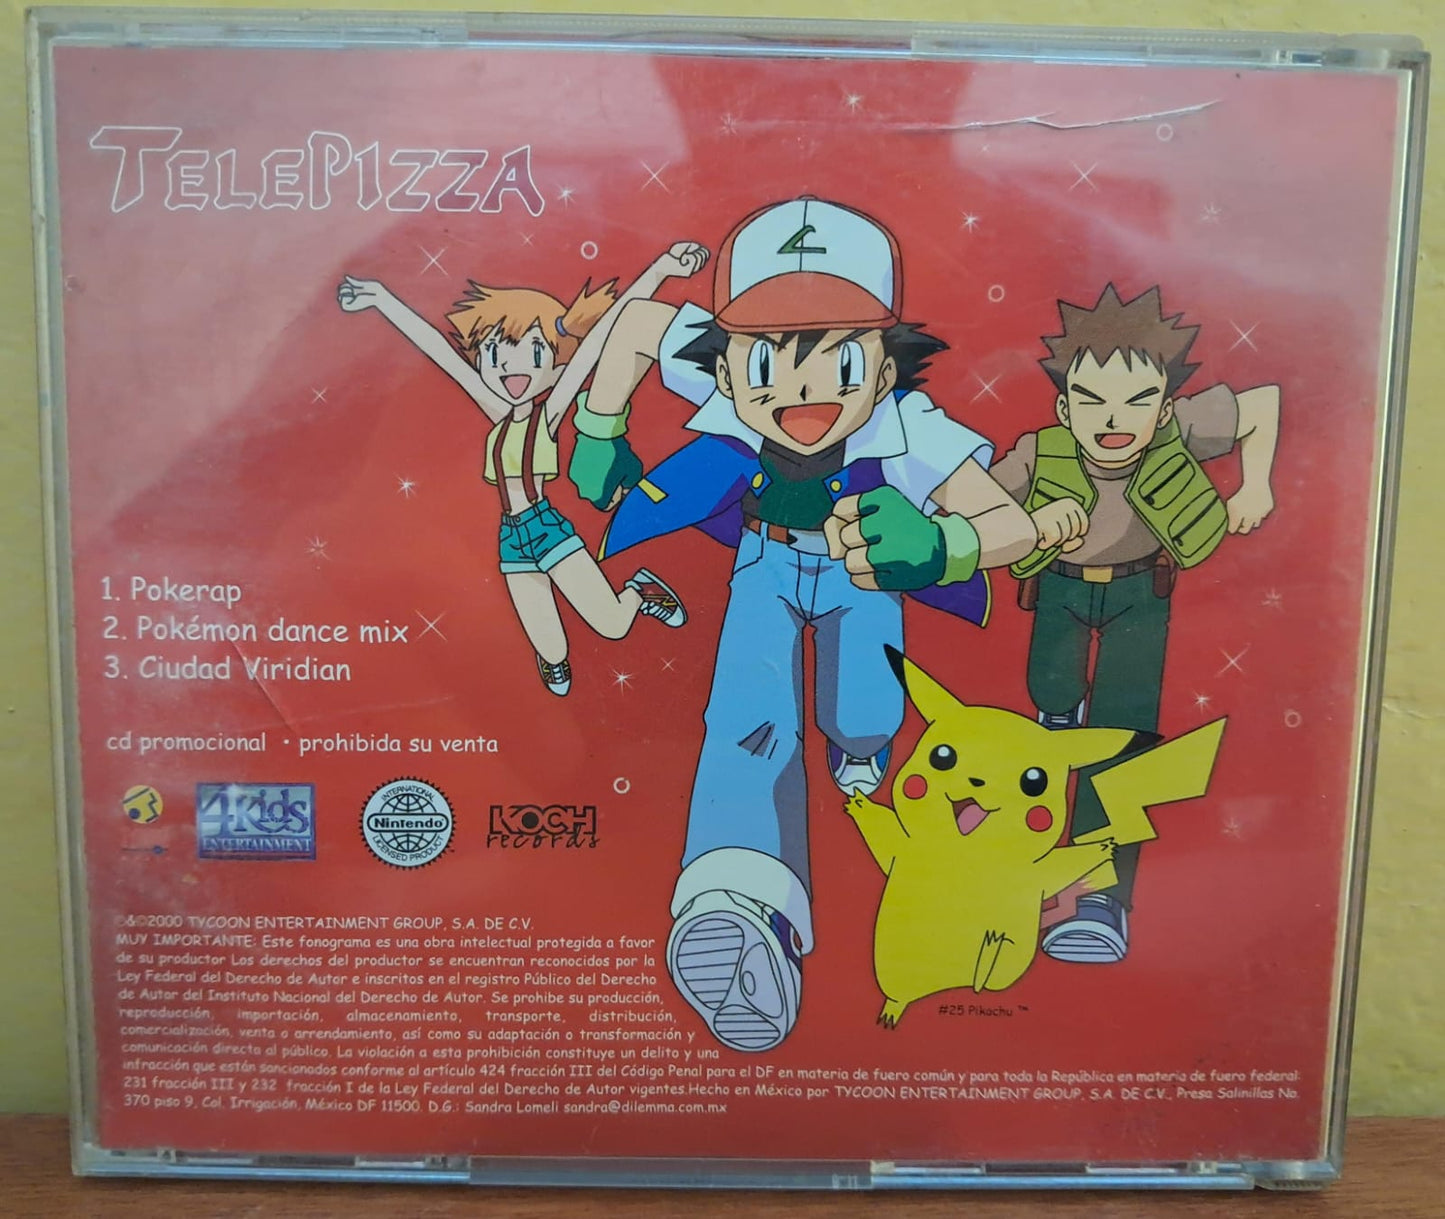 TELEPIZZA
1. Pokerap
2. Pokémon dance mix
3. Ciudad Viridian
cd promocional · prohibida su venta
4Kids
ENTERTAINMENT
INTERNATIONAL
Nintendo
LICENSED PRODUCT
KOCH
records
#25 Pikachu ™
©&℗2000 TYCOON ENTERTAINMENT GROUP, S.A. DE C.V.
MUY IMPORTANTE: Este fonograma es una obra intelectual protegida a favor
de su productor Los derechos del productor se encuentran reconocidos por la
Ley Federal del Derecho de Autor e inscritos en el registro Público del Derecho
de Autor del Instituto Nacional del Derecho de Autor. Se prohibe su producción,
reproducción, importación, almacenamiento, transporte, distribución,
comercialización, venta o arrendamiento, así como su adaptación o transformación y
comunicación directa al público. La violación a esta prohibición constituye un delito y una
infracción que están sancionados conforme al artículo 424 fracción III del Código Penal para el DF en materia de fuero común y para toda la República en materia de fuero federal:
231 fracción III y 232 fracción I de la Ley Federal del Derecho de Autor vigentes.Hecho en México por TYCOON ENTERTAINMENT GROUP, S.A. DE C.V., Presa Salinillas No.
370 piso 9, Col. Irrigación, México DF 11500. D.G.: Sandra Lomelí sandra@dilemma.com.mx